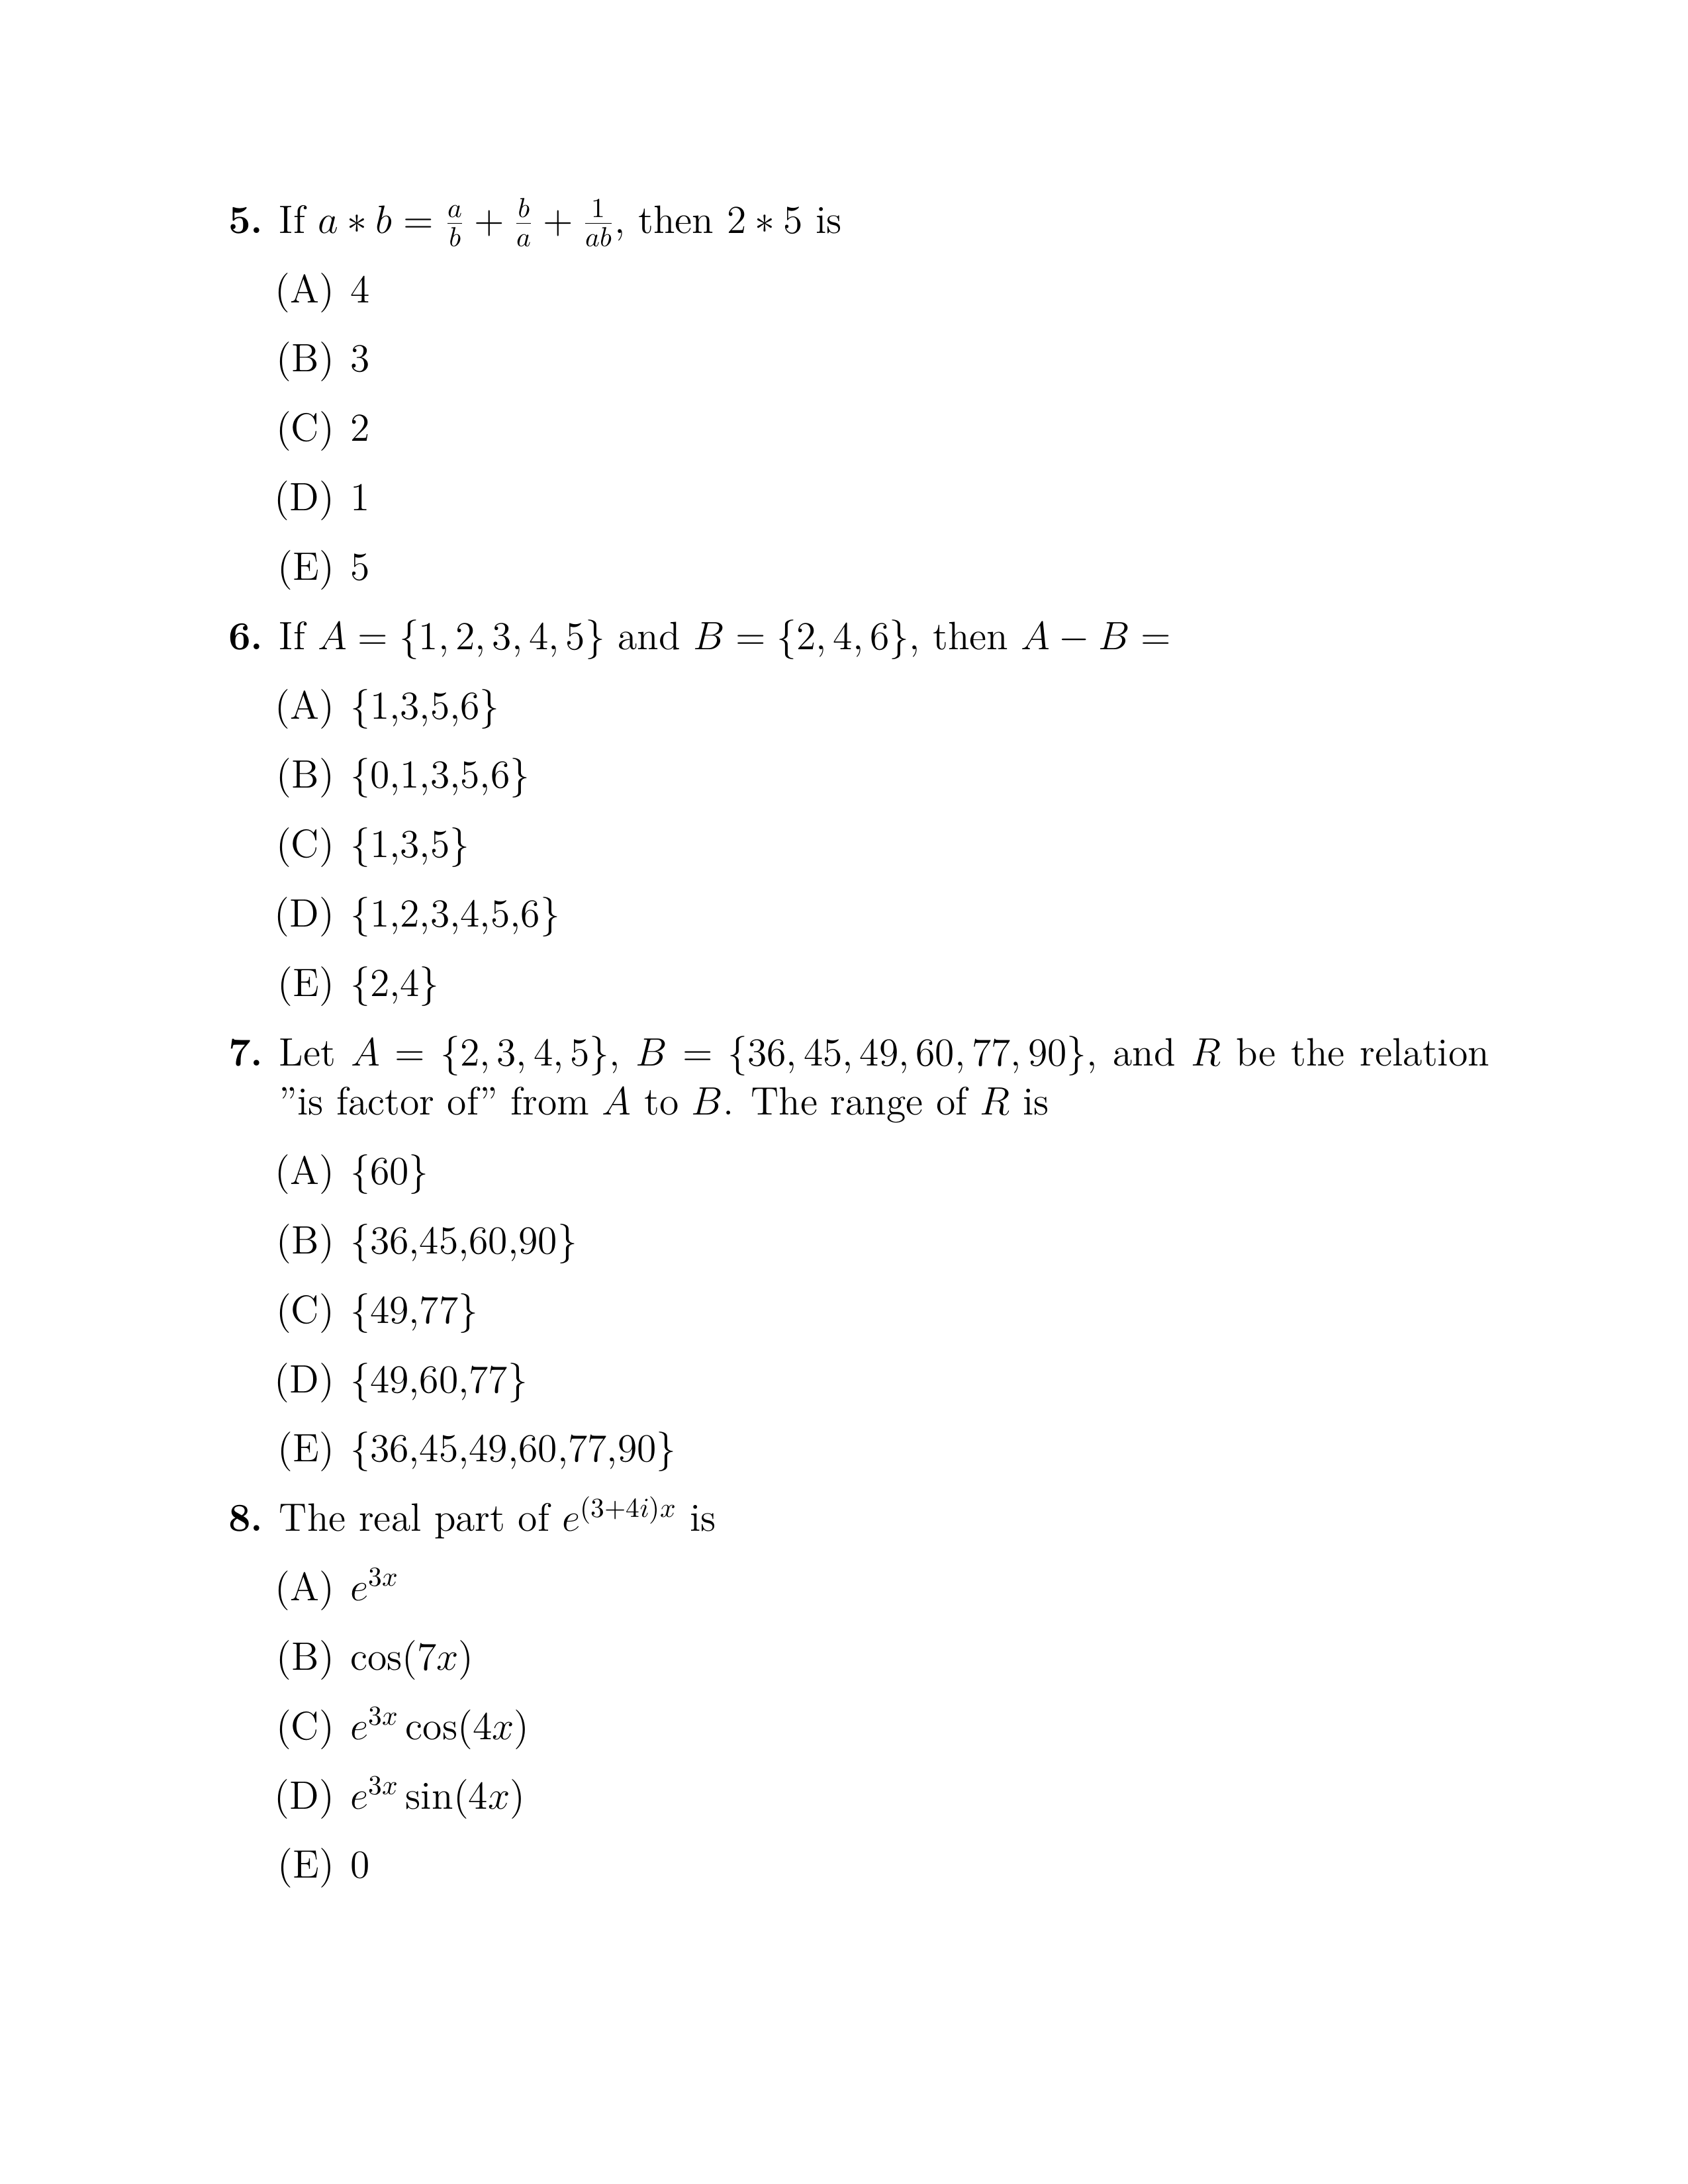 5. If $a * b = \frac{a}{b} + \frac{b}{a} + \frac{1}{ab}$, then $2 * 5$ is
(A) 4
(B) 3
(C) 2
(D) 1
(E) 5
6. If $A = \{1, 2, 3, 4, 5\}$ and $B = \{2, 4, 6\}$, then $A - B =$
(A) {1,3,5,6}
(B) {0,1,3,5,6}
(C) {1,3,5}
(D) {1,2,3,4,5,6}
(E) {2,4}
7. Let $A = \{2, 3, 4, 5\}$, $B = \{36, 45, 49, 60, 77, 90\}$, and $R$ be the relation
”is factor of” from $A$ to $B$. The range of $R$ is
(A) {60}
(B) {36,45,60,90}
(C) {49,77}
(D) {49,60,77}
(E) {36,45,49,60,77,90}
8. The real part of $e^{(3+4i)x}$ is
(A) $e^{3x}$
(B) $\cos(7x)$
(C) $e^{3x} \cos(4x)$
(D) $e^{3x} \sin(4x)$
(E) 0